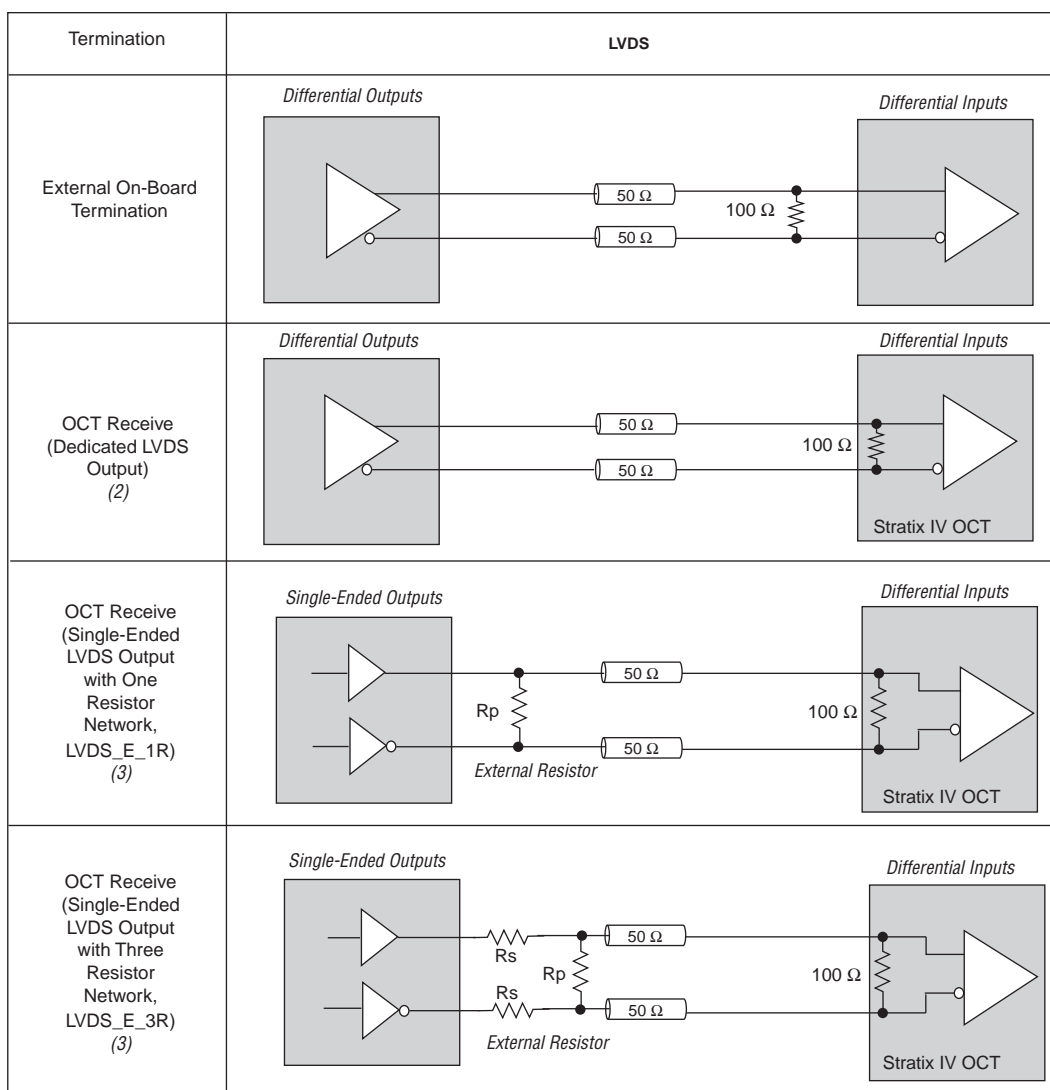 Termination
LVDS
External On-Board
Termination
Differential Outputs
Differential Inputs
50 Ω
50 Ω
100 Ω
OCT Receive
(Dedicated LVDS
Output)
(2)
Differential Outputs
Differential Inputs
50 Ω
50 Ω
100 Ω
Stratix IV OCT
OCT Receive
(Single-Ended
LVDS Output
with One
Resistor
Network,
LVDS_E_1R)
(3)
Single-Ended Outputs
Differential Inputs
50 Ω
Rp
100 Ω
50 Ω
External Resistor
Stratix IV OCT
OCT Receive
(Single-Ended
LVDS Output
with Three
Resistor
Network,
LVDS_E_3R)
(3)
Single-Ended Outputs
Differential Inputs
50 Ω
Rs
Rp
100 Ω
Rs
50 Ω
External Resistor
Stratix IV OCT